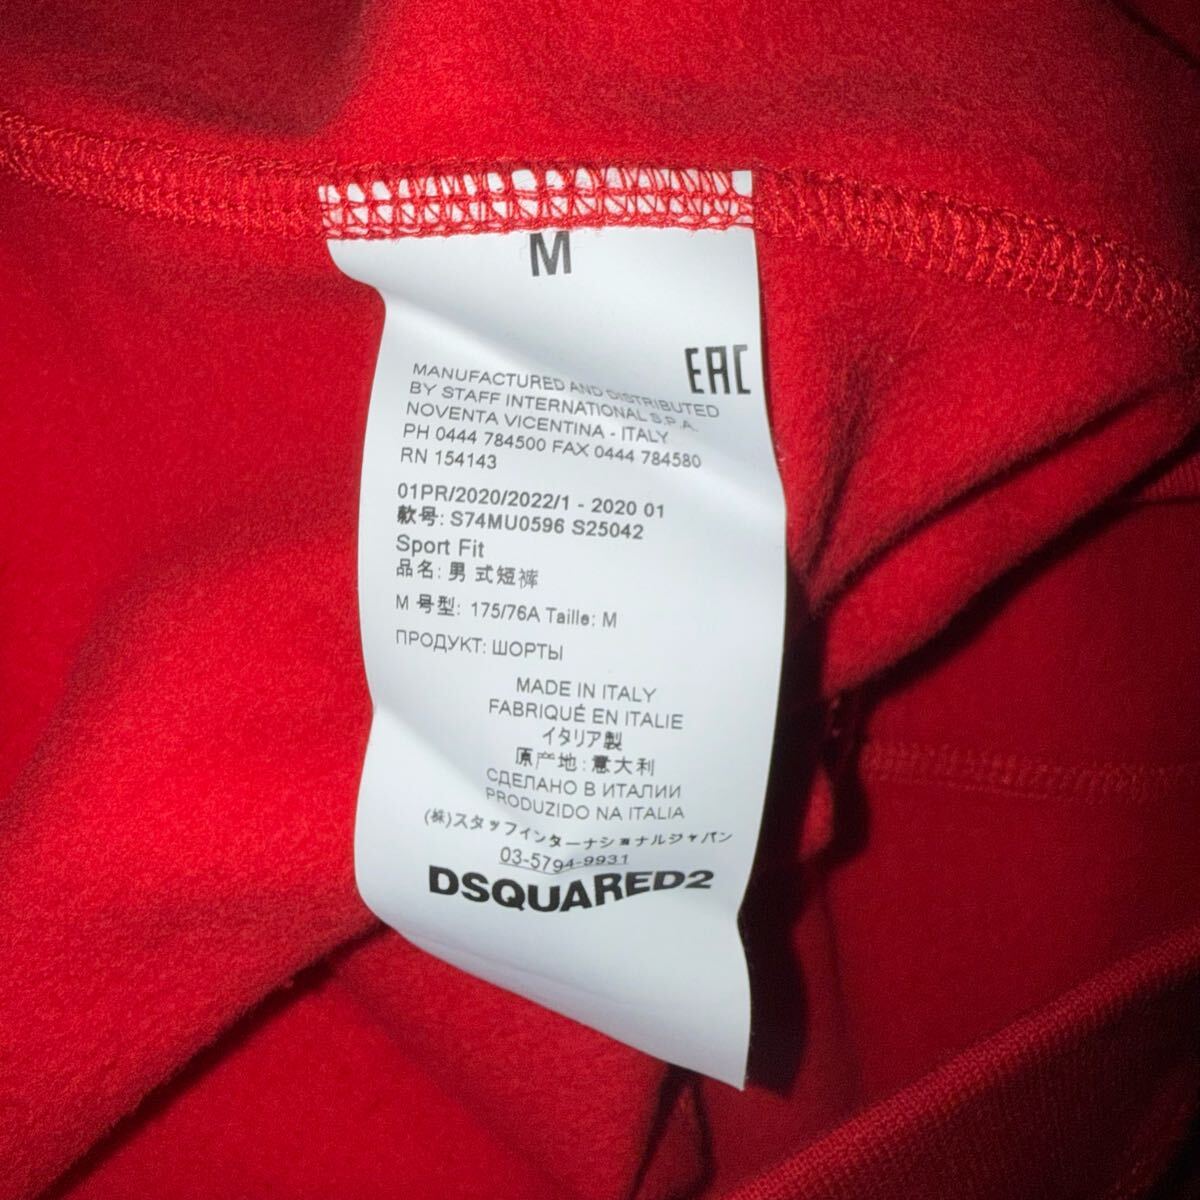 M
EAC
MANUFACTURED AND DISTRIBUTED
BY STAFF INTERNATIONAL S.P.A.
NOVENTA VICENTINA - ITALY
PH 0444 784500 FAX 0444 784580
RN 154143
01PR/2020/2022/1 - 2020 01
款号: S74MU0596 S25042
Sport Fit
品名: 男 式短裤
M 号型: 175/76A Taille: M
ПРОДУКТ: ШОРТЫ
MADE IN ITALY
FABRIQUÉ EN ITALIE
イタリア製
原产地: 意大利
СДЕЛАНО В ИТАЛИИ
PRODUZIDO NA ITALIA
(株)スタッフインターナショナルジャパン
03-5794-9931
DSQUARED2